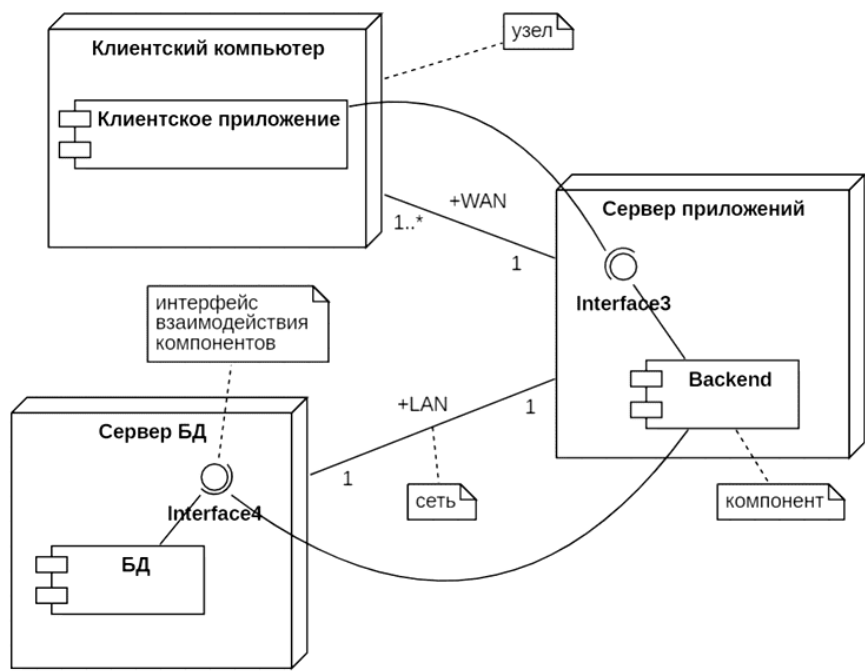 Клиентский компьютер
узел
Клиентское приложение
+WAN
1..*
1
Сервер приложений
Interface3
интерфейс
взаимодействия
компонентов
Backend
+LAN
1
1
Сервер БД
Interface4
сеть
компонент
БД